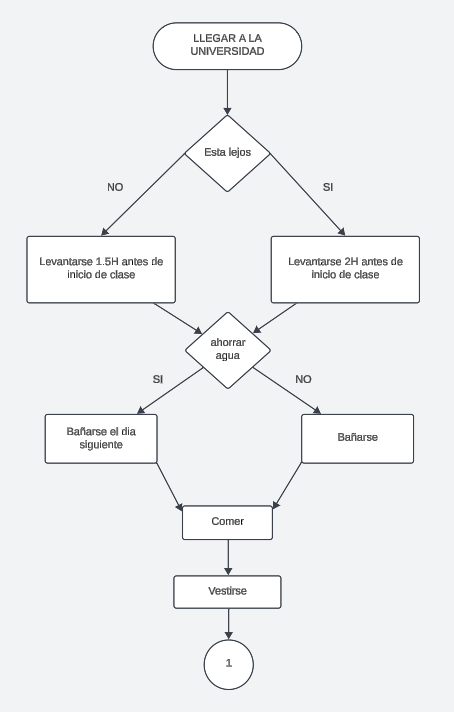 LLEGAR A LA
UNIVERSIDAD
Esta lejos
NO
SI
Levantarse 1.5H antes de
inicio de clase
Levantarse 2H antes de
inicio de clase
ahorrar
agua
SI
NO
Bañarse el dia
siguiente
Bañarse
Comer
Vestirse
1